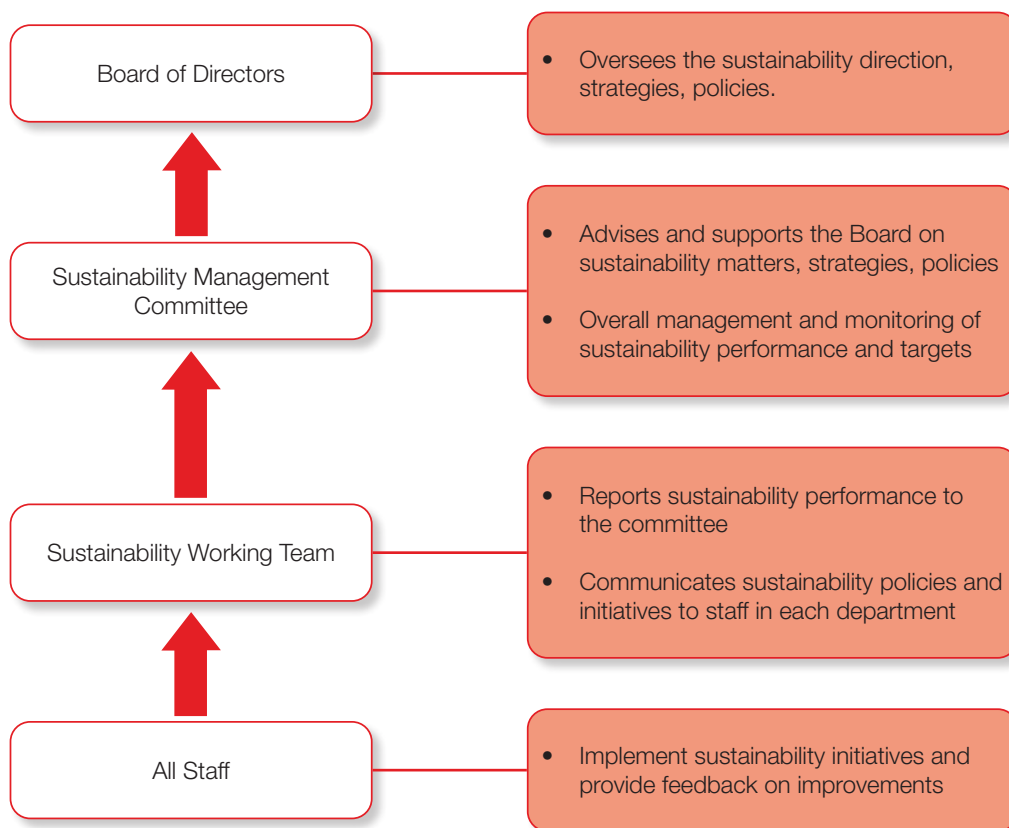 Board of Directors
• Oversees the sustainability direction,
strategies, policies.
Sustainability Management
Committee
• Advises and supports the Board on
sustainability matters, strategies, policies
• Overall management and monitoring of
sustainability performance and targets
Sustainability Working Team
• Reports sustainability performance to
the committee
• Communicates sustainability policies and
initiatives to staff in each department
All Staff
• Implement sustainability initiatives and
provide feedback on improvements